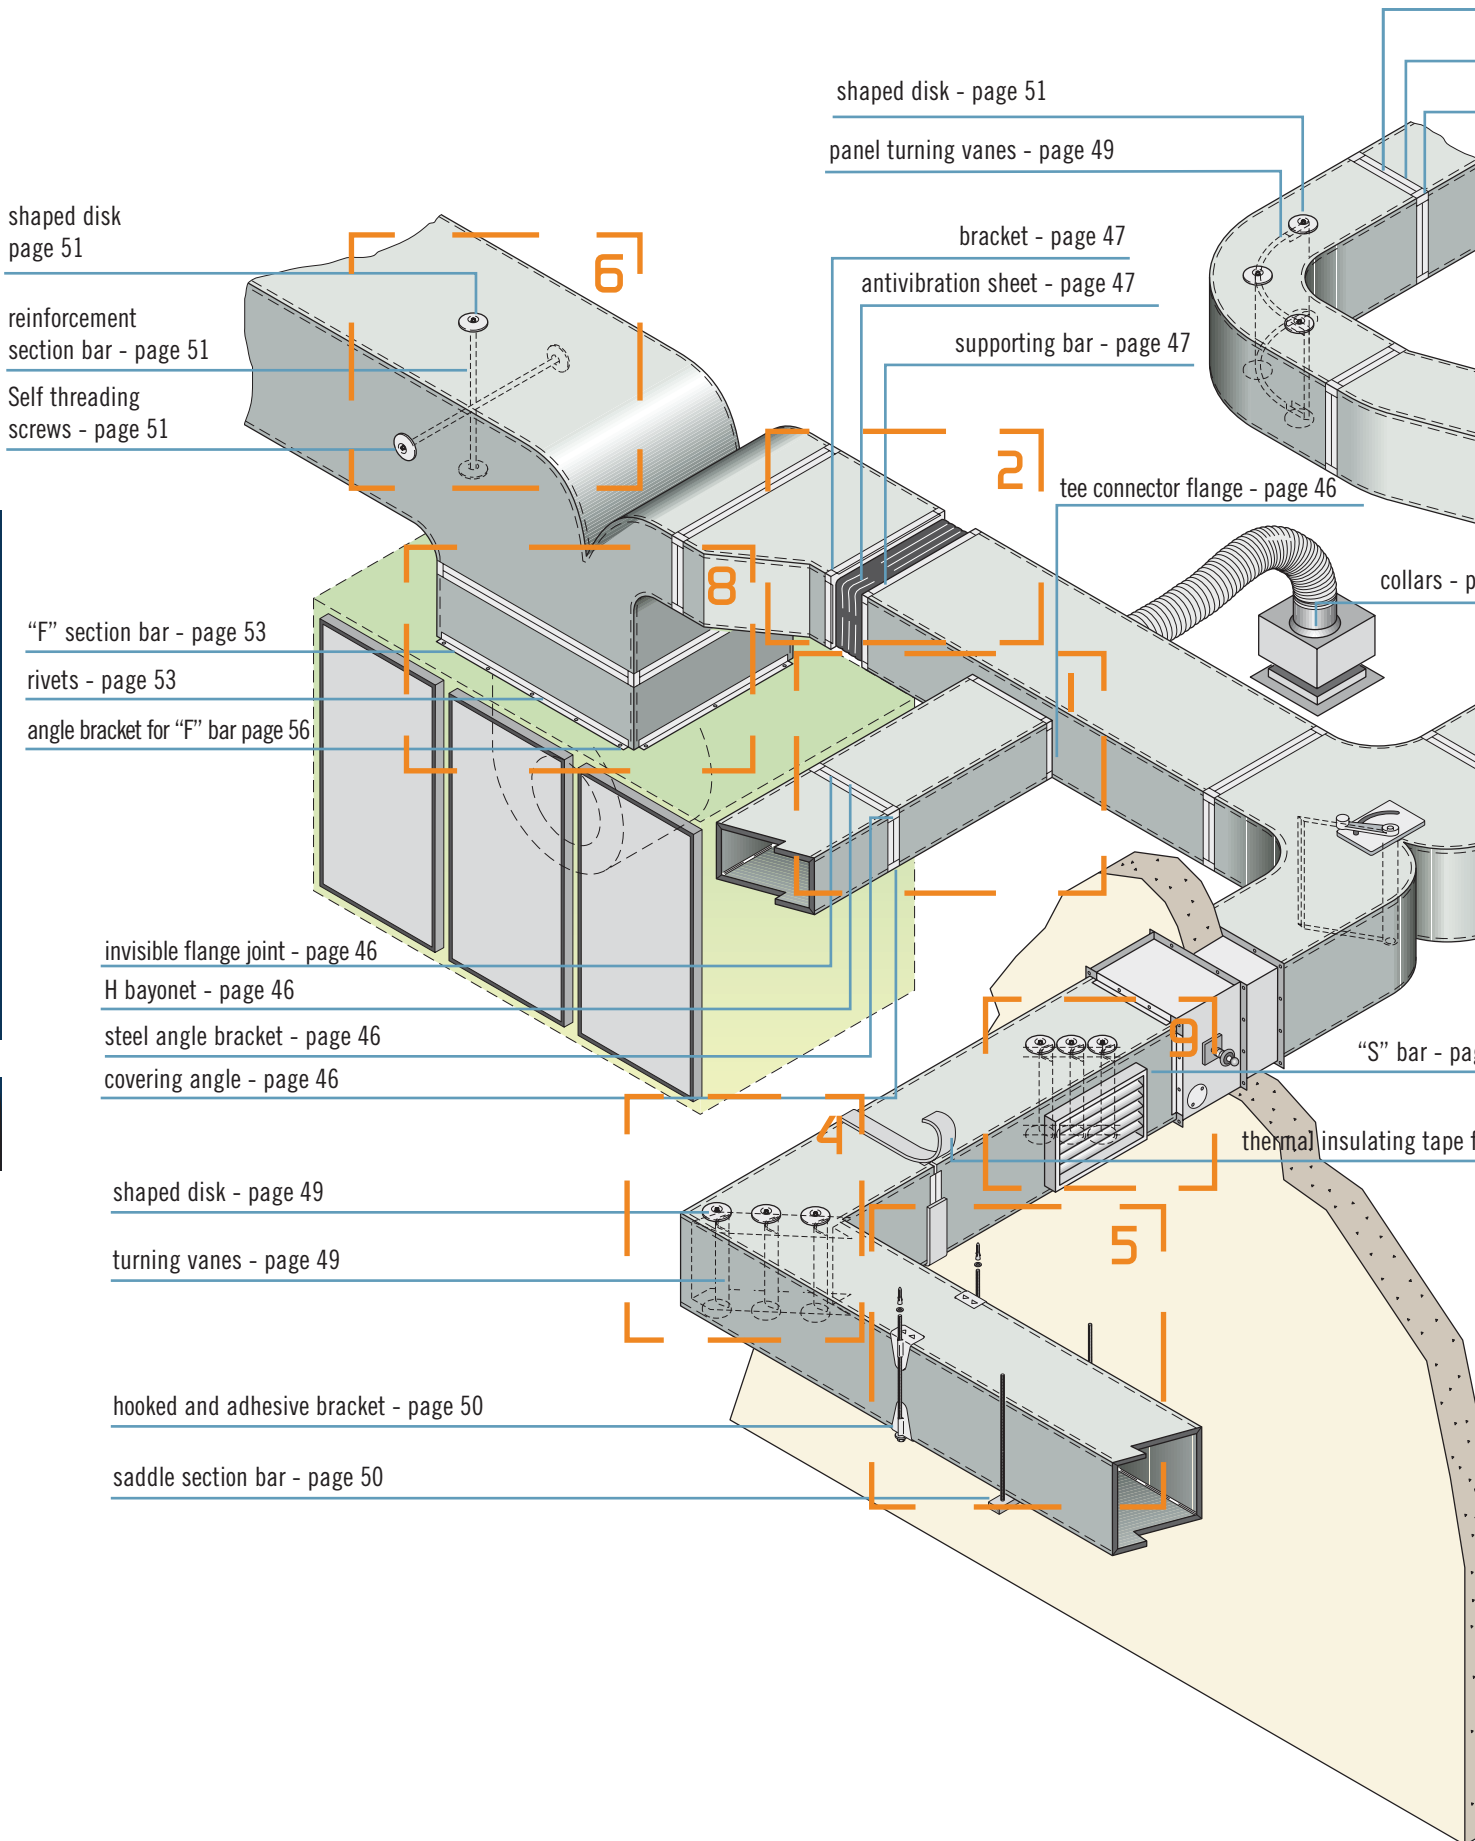 shaped disk - page 51
panel turning vanes - page 49
shaped disk
page 51
bracket - page 47
6
antivibration sheet - page 47
reinforcement
section bar - page 51
supporting bar - page 47
Self threading
screws - page 51
2
tee connector flange - page 46
8
collars - p
“F” section bar - page 53
rivets - page 53
1
angle bracket for “F” bar page 56
invisible flange joint - page 46
H bayonet - page 46
steel angle bracket - page 46
9
“S” bar - pag
covering angle - page 46
4
thermal insulating tape f
shaped disk - page 49
5
turning vanes - page 49
hooked and adhesive bracket - page 50
saddle section bar - page 50